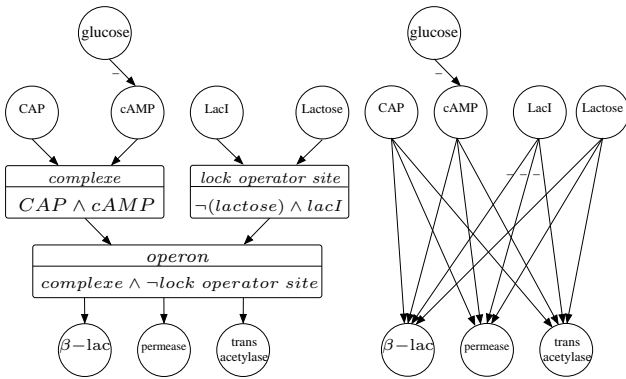 glucose
–
CAP
cAMP
LacI
Lactose
complexe
CAP ∧ cAMP
lock operator site
¬(lactose) ∧ lacI
operon
complexe ∧ ¬lock operator site
β−lac
permease
trans
acetylase
glucose
–
CAP
cAMP
LacI
Lactose
– – –
β−lac
permease
trans
acetylase